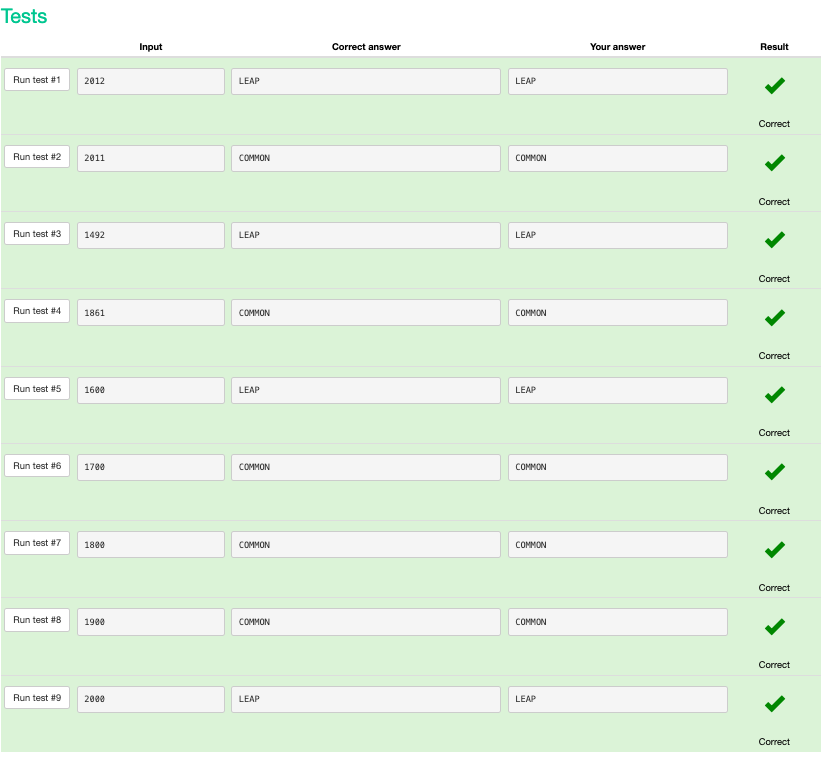 Tests
Input Correct answer Your answer Result
Run test #1 2012 LEAP LEAP
Correct
Run test #2 2011 COMMON COMMON
Correct
Run test #3 1492 LEAP LEAP
Correct
Run test #4 1861 COMMON COMMON
Correct
Run test #5 1600 LEAP LEAP
Correct
Run test #6 1700 COMMON COMMON
Correct
Run test #7 1800 COMMON COMMON
Correct
Run test #8 1900 COMMON COMMON
Correct
Run test #9 2000 LEAP LEAP
Correct